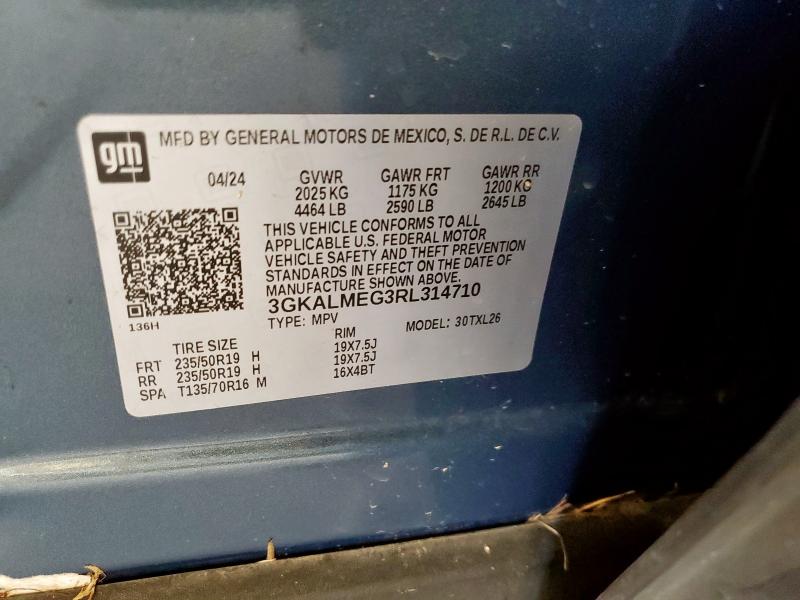 gm
MFD BY GENERAL MOTORS DE MEXICO, S. DE R.L. DE C.V.
04/24 GVWR GAWR FRT GAWR RR
2025 KG 1175 KG 1200 KG
4464 LB 2590 LB 2645 LB
THIS VEHICLE CONFORMS TO ALL
APPLICABLE U.S. FEDERAL MOTOR
VEHICLE SAFETY AND THEFT PREVENTION
STANDARDS IN EFFECT ON THE DATE OF
MANUFACTURE SHOWN ABOVE.
3GKALMEG3RL314710
136H
TYPE: MPV MODEL: 30TXL26
TIRE SIZE RIM
FRT 235/50R19 H 19X7.5J
RR 235/50R19 H 19X7.5J
SPA T135/70R16 M 16X4BT